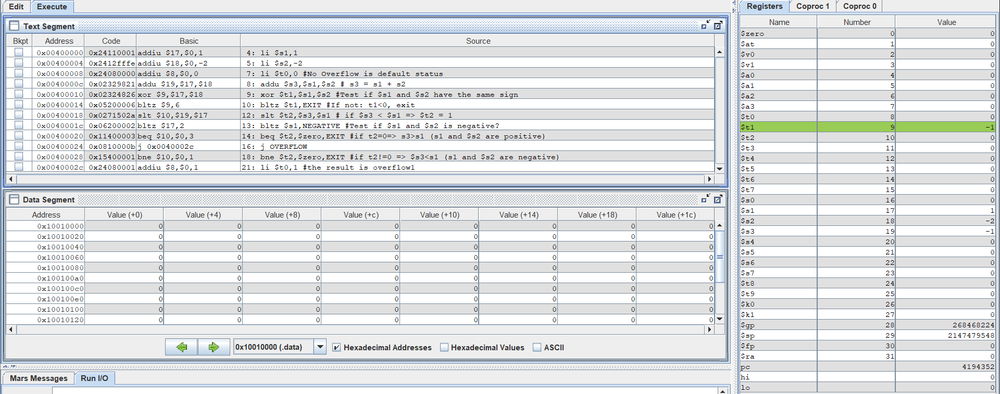 Edit Execute
Text Segment
Bkpt Address Code Basic Source
0x00400000 0x24110001 addiu $17,$0,1 4: li $s1,1
0x00400004 0x2412fffe addiu $18,$0,-2 5: li $s2,-2
0x00400008 0x24080000 addiu $8,$0,0 7: li $t0,0 #No Overflow is default status
0x0040000c 0x02329821 addu $19,$17,$18 8: addu $s3,$s1,$s2 # s3 = s1 + s2
0x00400010 0x02324826 xor $9,$17,$18 9: xor $t1,$s1,$s2 #Test if $s1 and $s2 have the same sign
0x00400014 0x05200006 bltz $9,6 10: bltz $t1,EXIT #If not: t1<0, exit
0x00400018 0x0271502a slt $10,$19,$17 12: slt $t2,$s3,$s1 # if $s3 < $s1 => $t2 = 1
0x0040001c 0x06200002 bltz $17,2 13: bltz $s1,NEGATIVE #Test if $s1 and $s2 is negative?
0x00400020 0x11400003 beq $10,$0,3 14: beq $t2,$zero,EXIT #if t2=0=> s3>s1 (s1 and $s2 are positive)
0x00400024 0x0810000b j 0x0040002c 16: j OVERFLOW
0x00400028 0x15400001 bne $10,$0,1 18: bne $t2,$zero,EXIT #if t2!=0 => $s3<s1 (s1 and $s2 are negative)
0x0040002c 0x24080001 addiu $8,$0,1 21: li $t0,1 #the result is overflow1
Data Segment
Address Value (+0) Value (+4) Value (+8) Value (+c) Value (+10) Value (+14) Value (+18) Value (+1c)
0x10010000 0 0 0 0 0 0 0 0
0x10010020 0 0 0 0 0 0 0 0
0x10010040 0 0 0 0 0 0 0 0
0x10010060 0 0 0 0 0 0 0 0
0x10010080 0 0 0 0 0 0 0 0
0x100100a0 0 0 0 0 0 0 0 0
0x100100c0 0 0 0 0 0 0 0 0
0x100100e0 0 0 0 0 0 0 0 0
0x10010100 0 0 0 0 0 0 0 0
0x10010120 0 0 0 0 0 0 0 0
0x10010000 (.data) Hexadecimal Addresses Hexadecimal Values ASCII
Mars Messages Run I/O
Registers Coproc 1 Coproc 0
Name Number Value
$zero 0 0
$at 1 0
$v0 2 0
$v1 3 0
$a0 4 0
$a1 5 0
$a2 6 0
$a3 7 0
$t0 8 0
$t1 9 -1
$t2 10 0
$t3 11 0
$t4 12 0
$t5 13 0
$t6 14 0
$t7 15 0
$s0 16 0
$s1 17 1
$s2 18 -2
$s3 19 -1
$s4 20 0
$s5 21 0
$s6 22 0
$s7 23 0
$t8 24 0
$t9 25 0
$k0 26 0
$k1 27 0
$gp 28 268468224
$sp 29 2147479548
$fp 30 0
$ra 31 0
pc 4194352
hi 0
lo 0